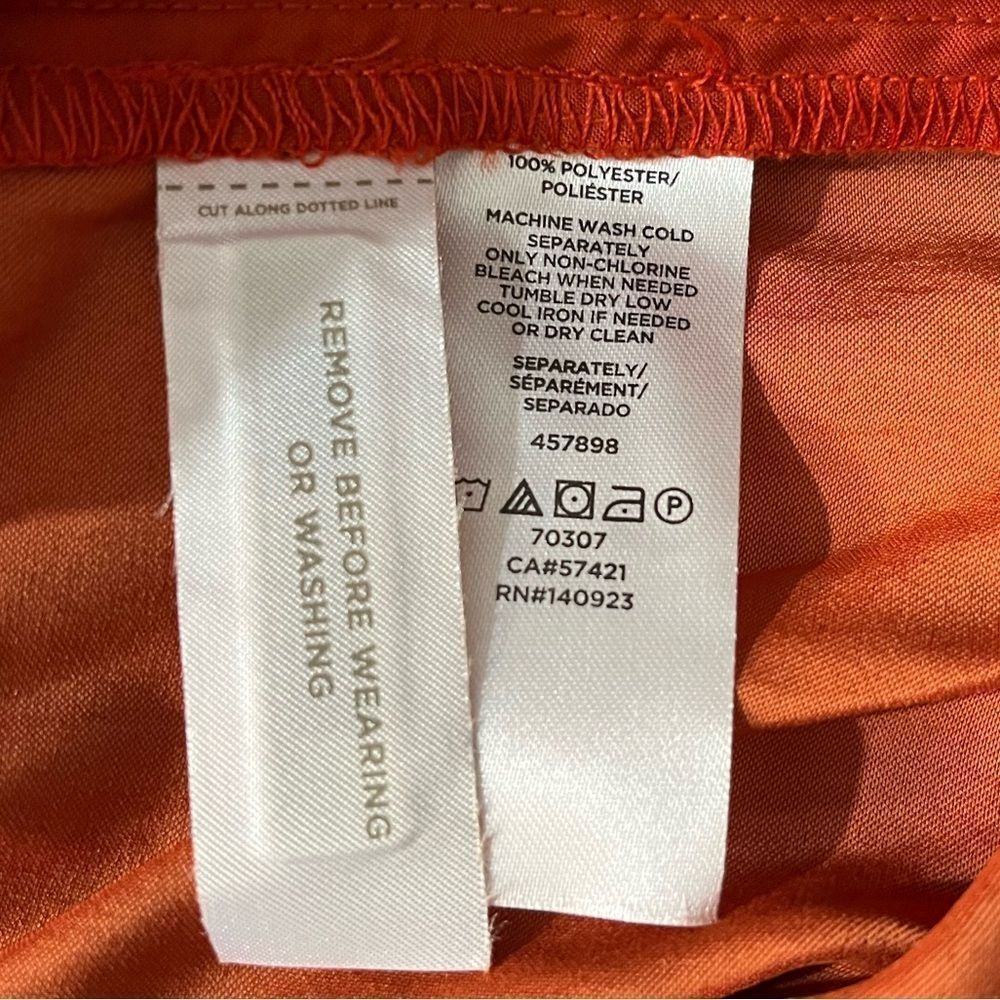 CUT ALONG DOTTED LINE
REMOVE BEFORE WEARING
OR WASHING
100% POLYESTER/
POLIÉSTER
MACHINE WASH COLD
SEPARATELY
ONLY NON-CHLORINE
BLEACH WHEN NEEDED
TUMBLE DRY LOW
COOL IRON IF NEEDED
OR DRY CLEAN
SEPARATELY/
SÉPARÉMENT/
SEPARADO
457898
P
70307
CA#57421
RN#140923